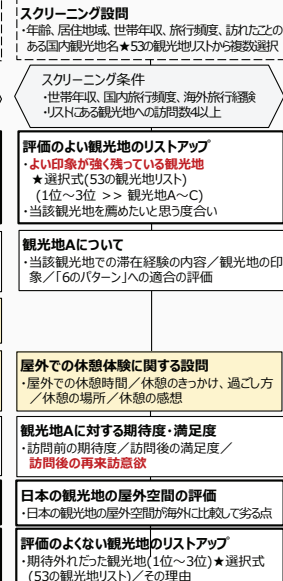 スクリーニング設問
・年齢、居住地域、世帯年収、旅行頻度、訪れたことの
ある国内観光地名★53の観光地リストから複数選択
スクリーニング条件
・世帯年収、国内旅行頻度、海外旅行経験
・リストにある観光地への訪問数4以上
評価のよい観光地のリストアップ
・よい印象が強く残っている観光地
★選択式(53の観光地リスト)
(1位~3位 >> 観光地A~C)
・当該観光地を薦めたいと思う度合い
観光地Aについて
・当該観光地での滞在経験の内容/観光地の印
象/「6のパターン」への適合の評価
屋外での休憩体験に関する設問
・屋外での休憩時間/休憩のきっかけ、過ごし方
/休憩の場所/休憩の感想
観光地Aに対する期待度・満足度
・訪問前の期待度/訪問後の満足度/
訪問後の再来訪意欲
日本の観光地の屋外空間の評価
・日本の観光地の屋外空間が海外に比較して劣る点
評価のよくない観光地のリストアップ
・期待外れだった観光地(1位~3位)★選択式
(53の観光地リスト)/その理由